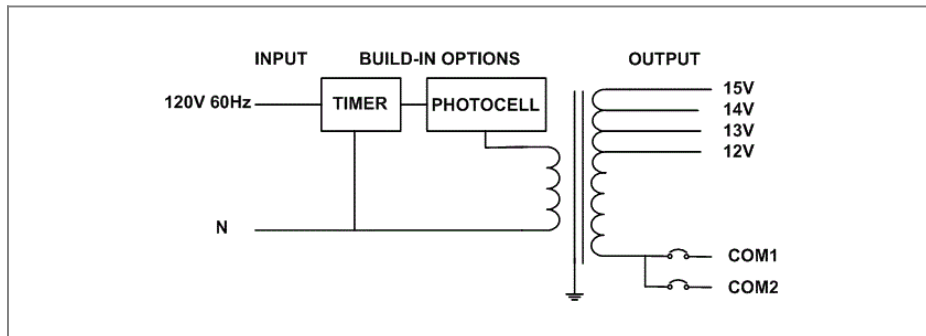 INPUT
BUILD-IN OPTIONS
OUTPUT
120V 60Hz
TIMER
PHOTOCELL
15V
14V
13V
12V
N
COM1
COM2